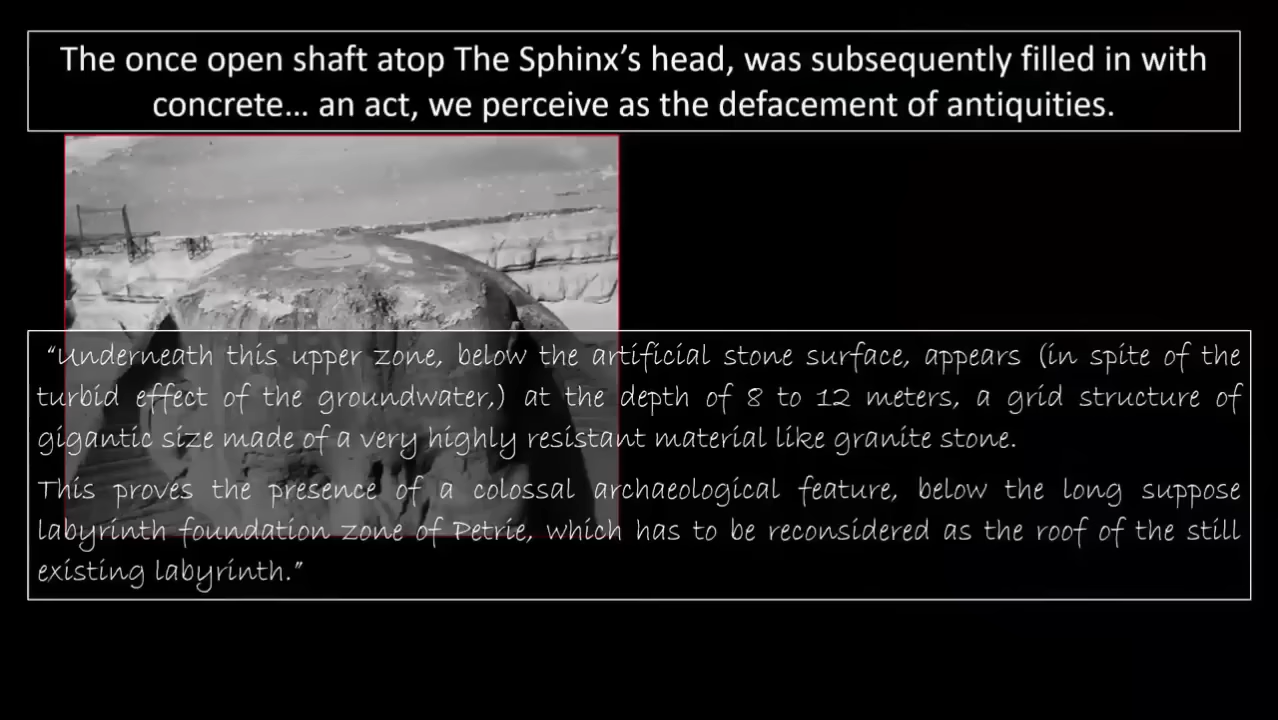 The once open shaft atop The Sphinx’s head, was subsequently filled in with
concrete... an act, we perceive as the defacement of antiquities.
“Underneath this upper zone, below the artificial stone surface, appears (in spite of the
turbid effect of the groundwater,) at the depth of 8 to 12 meters, a grid structure of
gigantic size made of a very highly resistant material like granite stone.
This proves the presence of a colossal archaeological feature, below the long suppose
labyrinth foundation zone of Petrie, which has to be reconsidered as the roof of the still
existing labyrinth.”